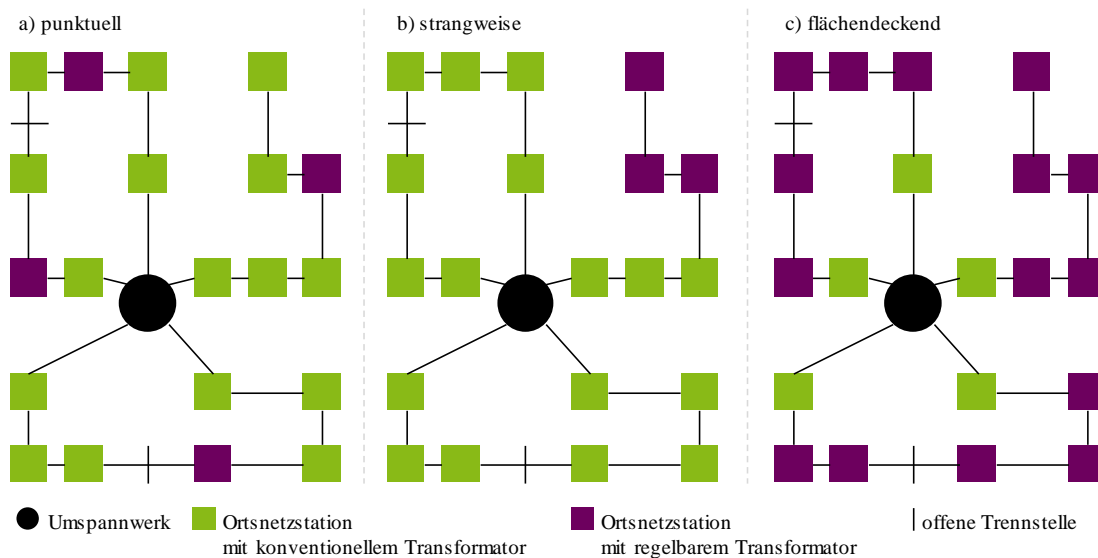 a) punktuell
b) strangweise
c) flächendeckend
Umspannwerk
Ortsnetzstation
mit konventionellem Transformator
Ortsnetzstation
mit regelbarem Transformator
offene Trennstelle